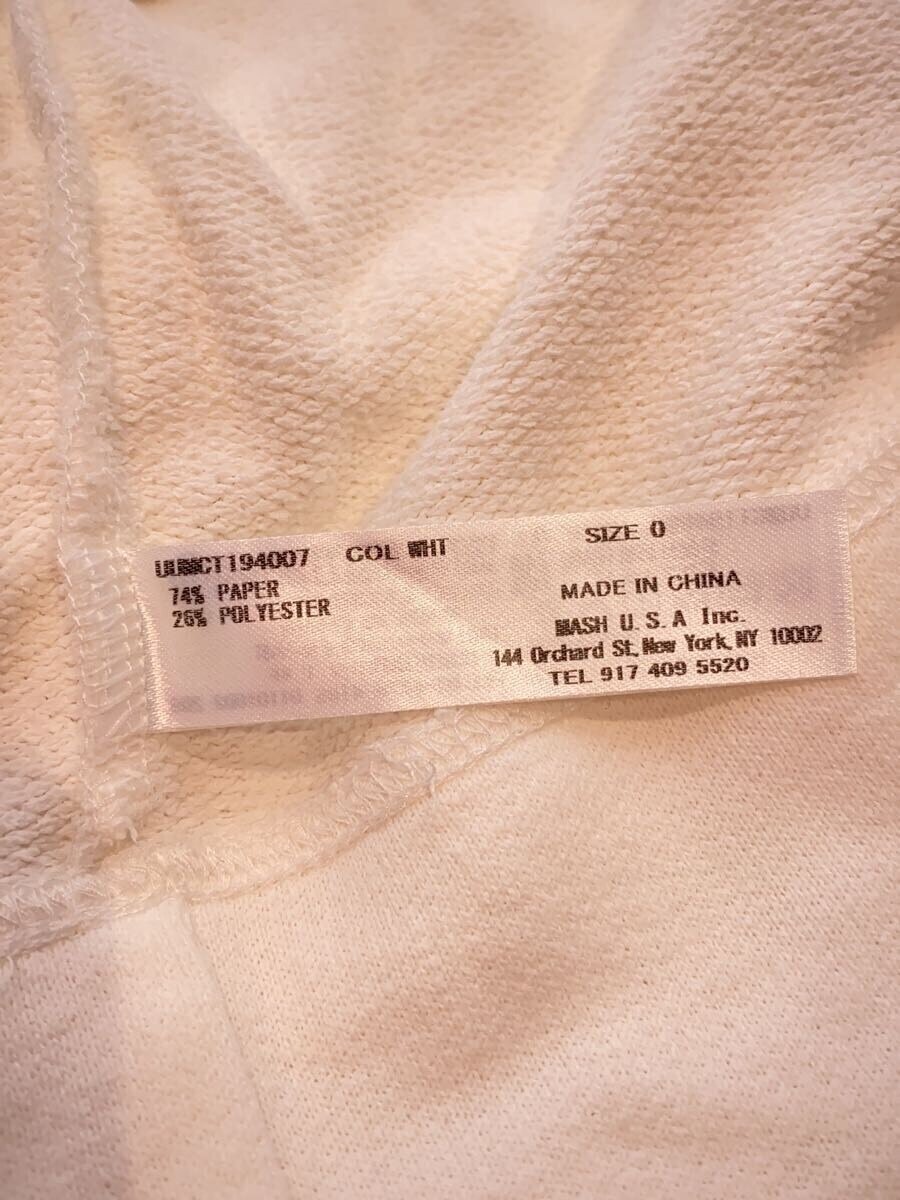 UUMCT194007 COL WHT SIZE 0
74% PAPER
26% POLYESTER
MADE IN CHINA
MASH U.S.A Inc.
144 Orchard St, New York, NY 10002
TEL 917 409 5520